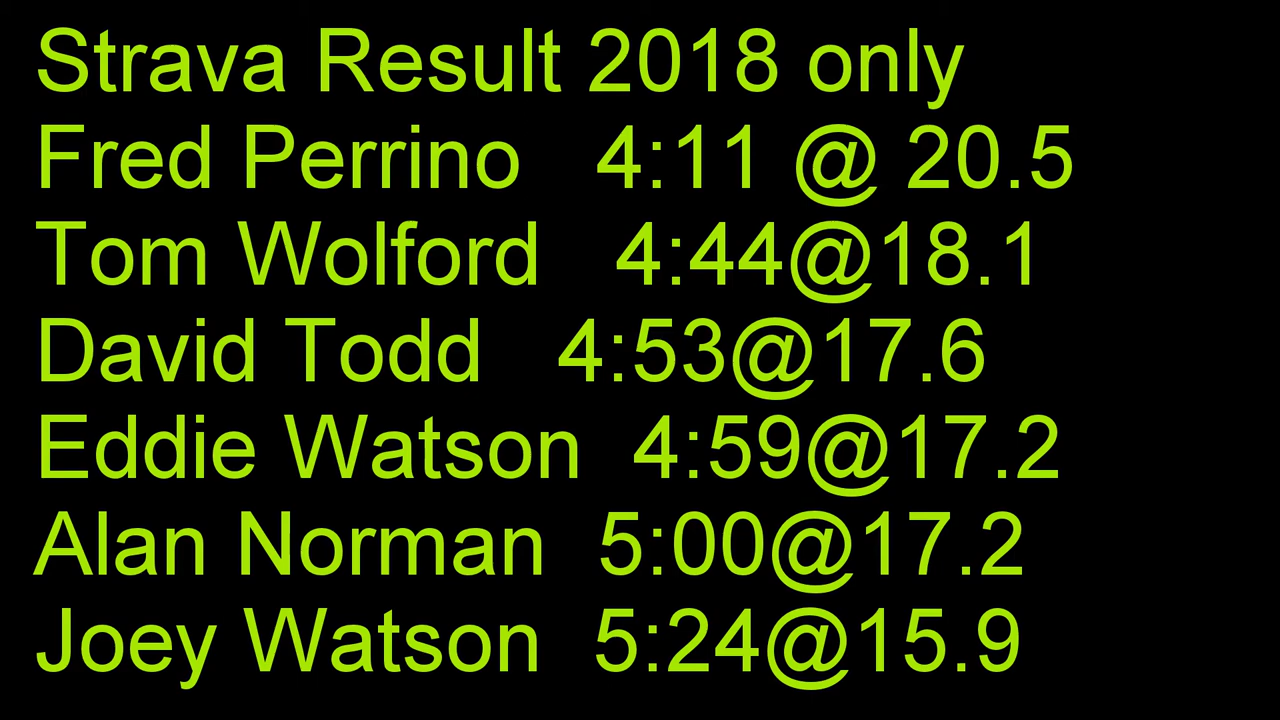 Strava Result 2018 only
Fred Perrino   4:11 @ 20.5
Tom Wolford   4:44@18.1
David Todd   4:53@17.6
Eddie Watson  4:59@17.2
Alan Norman  5:00@17.2
Joey Watson  5:24@15.9